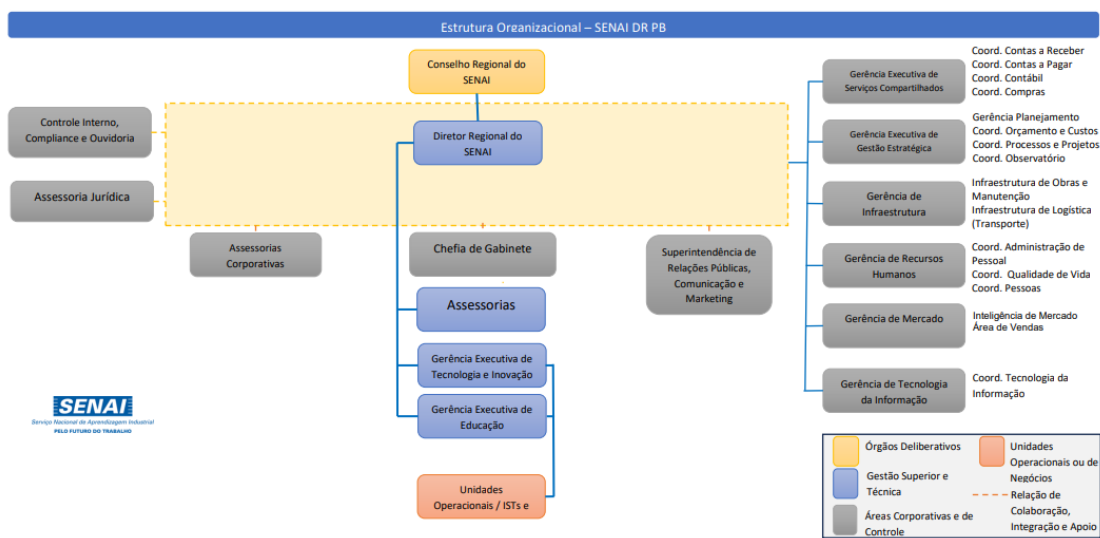 Estrutura Organizacional – SENAI DR PB
Conselho Regional do
SENAI
Diretor Regional do
SENAI
Controle Interno,
Compliance e Ouvidoria
Assessoria Jurídica
Assessorias
Corporativas
Chefia de Gabinete
Superintendência de
Relações Públicas,
Comunicação e
Marketing
Assessorias
Gerência Executiva de
Tecnologia e Inovação
Gerência Executiva de
Educação
Unidades
Operacionais / ISTs e
Gerência Executiva de
Serviços Compartilhados
Coord. Contas a Receber
Coord. Contas a Pagar
Coord. Contábil
Coord. Compras
Gerência Executiva de
Gestão Estratégica
Gerência Planejamento
Coord. Orçamento e Custos
Coord. Processos e Projetos
Coord. Observatório
Gerência de
Infraestrutura
Infraestrutura de Obras e
Manutenção
Infraestrutura de Logística
(Transporte)
Gerência de Recursos
Humanos
Coord. Administração de
Pessoal
Coord. Qualidade de Vida
Coord. Pessoas
Gerência de Mercado
Inteligência de Mercado
Área de Vendas
Gerência de Tecnologia
da Informação
Coord. Tecnologia da
Informação
SENAI
Serviço Nacional de Aprendizagem Industrial
PELO FUTURO DO TRABALHO
Órgãos Deliberativos
Gestão Superior e
Técnica
Áreas Corporativas e de
Controle
Unidades
Operacionais ou de
Negócios
Relação de
Colaboração,
Integração e Apoio